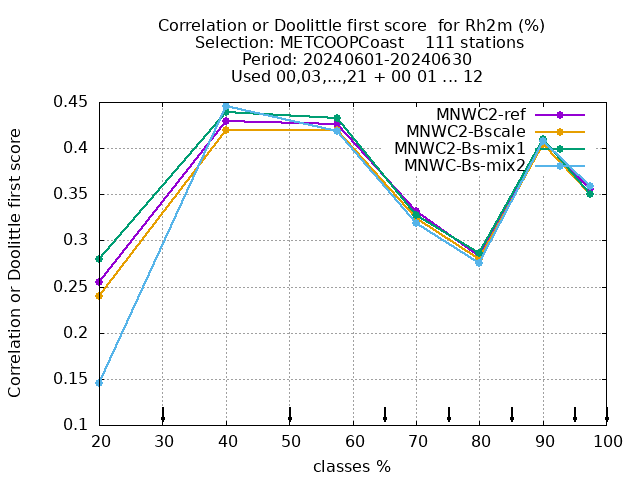 Correlation or Doolittle first score  for Rh2m (%)
Selection: METCOOPCoast    111 stations
Period: 20240601-20240630
Used 00,03,...,21 + 00 01 ... 12
MNWC2-ref
MNWC2-Bscale
MNWC2-Bs-mix1
MNWC-Bs-mix2
Correlation or Doolittle first score
0.45
0.4
0.35
0.3
0.25
0.2
0.15
0.1
20 30 40 50 60 70 80 90 100
classes %